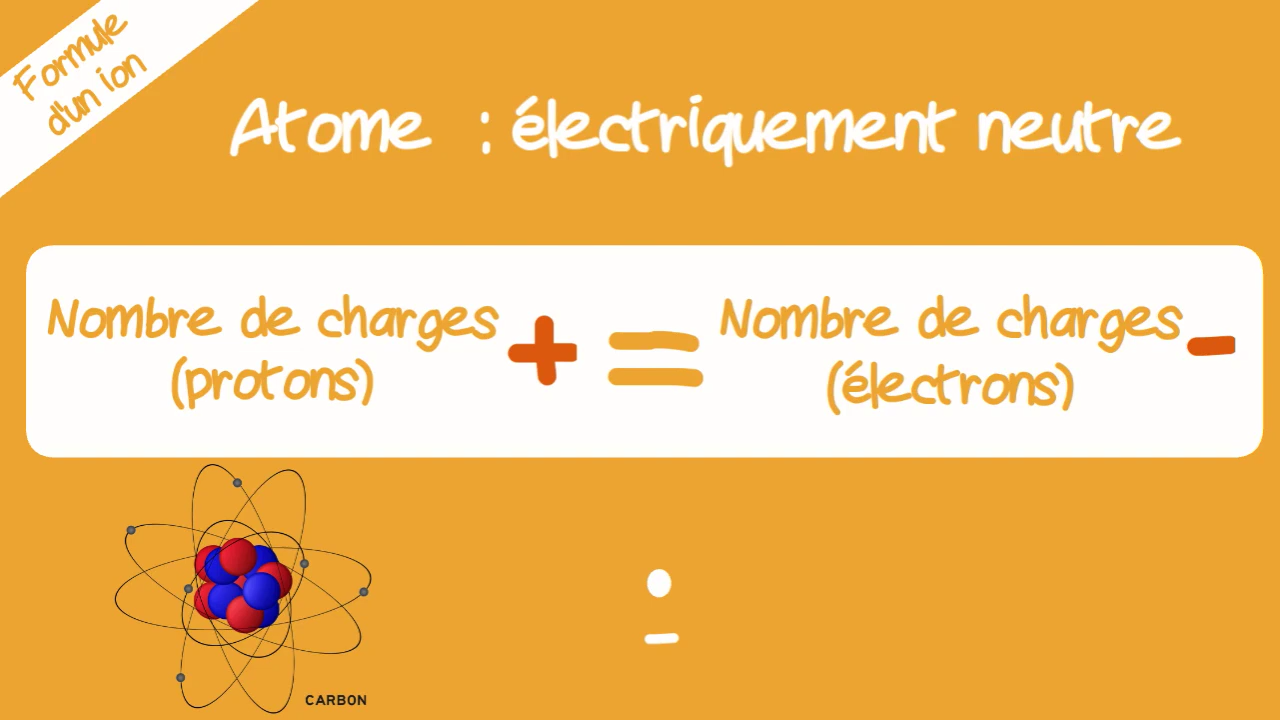 Formule
d'un ion
Atome : électriquement neutre
Nombre de charges + = Nombre de charges -
(protons) (électrons)
CARBON